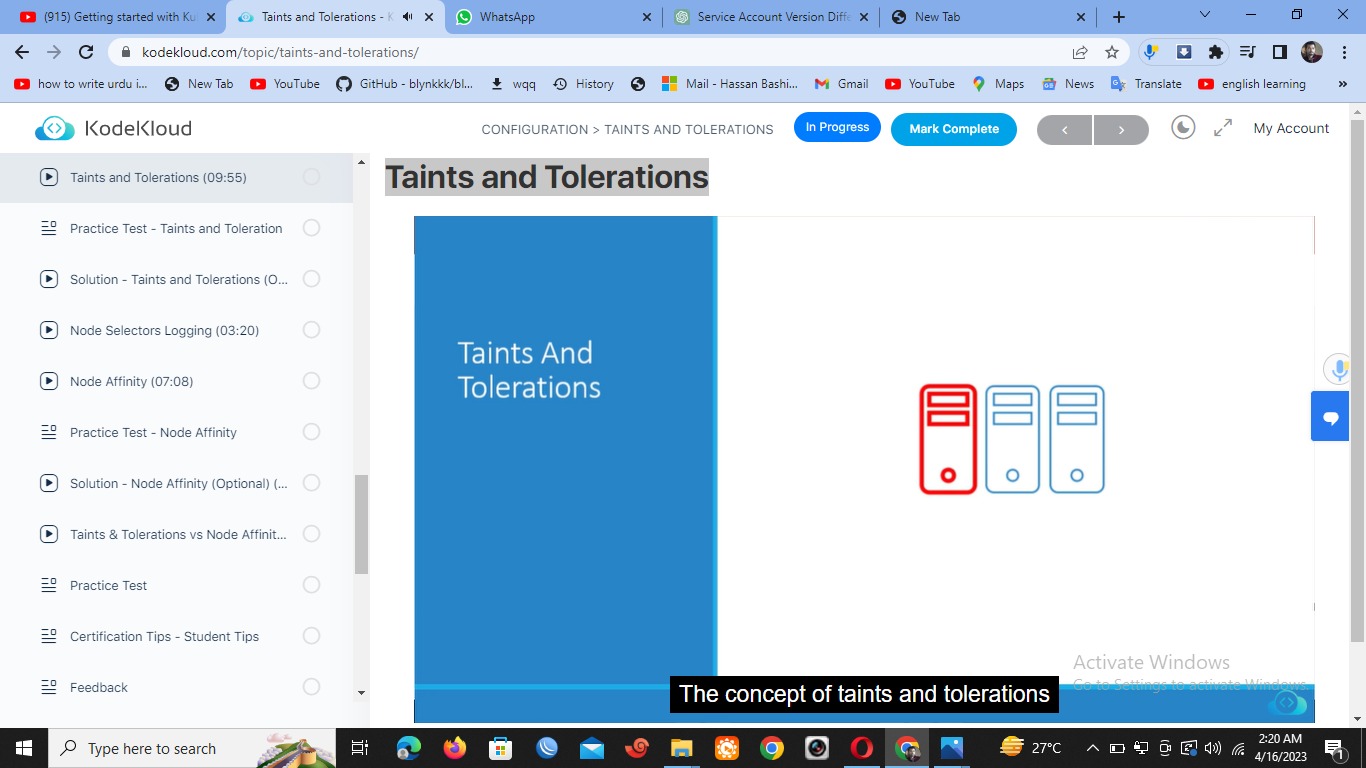 (915) Getting started with Ku
Taints and Tolerations - K
WhatsApp
Service Account Version Diffe
New Tab
kodekloud.com/topic/taints-and-tolerations/
how to write urdu i...
New Tab
YouTube
GitHub - blynkkk/bl...
wqq
History
Mail - Hassan Bashi...
Gmail
YouTube
Maps
News
Translate
english learning
»
KodeKloud
CONFIGURATION > TAINTS AND TOLERATIONS
In Progress
Mark Complete
My Account
Taints and Tolerations (09:55)
Practice Test - Taints and Toleration
Solution - Taints and Tolerations (O...
Node Selectors Logging (03:20)
Node Affinity (07:08)
Practice Test - Node Affinity
Solution - Node Affinity (Optional) (...
Taints & Tolerations vs Node Affinit...
Practice Test
Certification Tips - Student Tips
Feedback
Taints and Tolerations
Taints And
Tolerations
The concept of taints and tolerations
Activate Windows
Go to Settings to activate Windows.
Type here to search
27°C
2:20 AM
4/16/2023
1